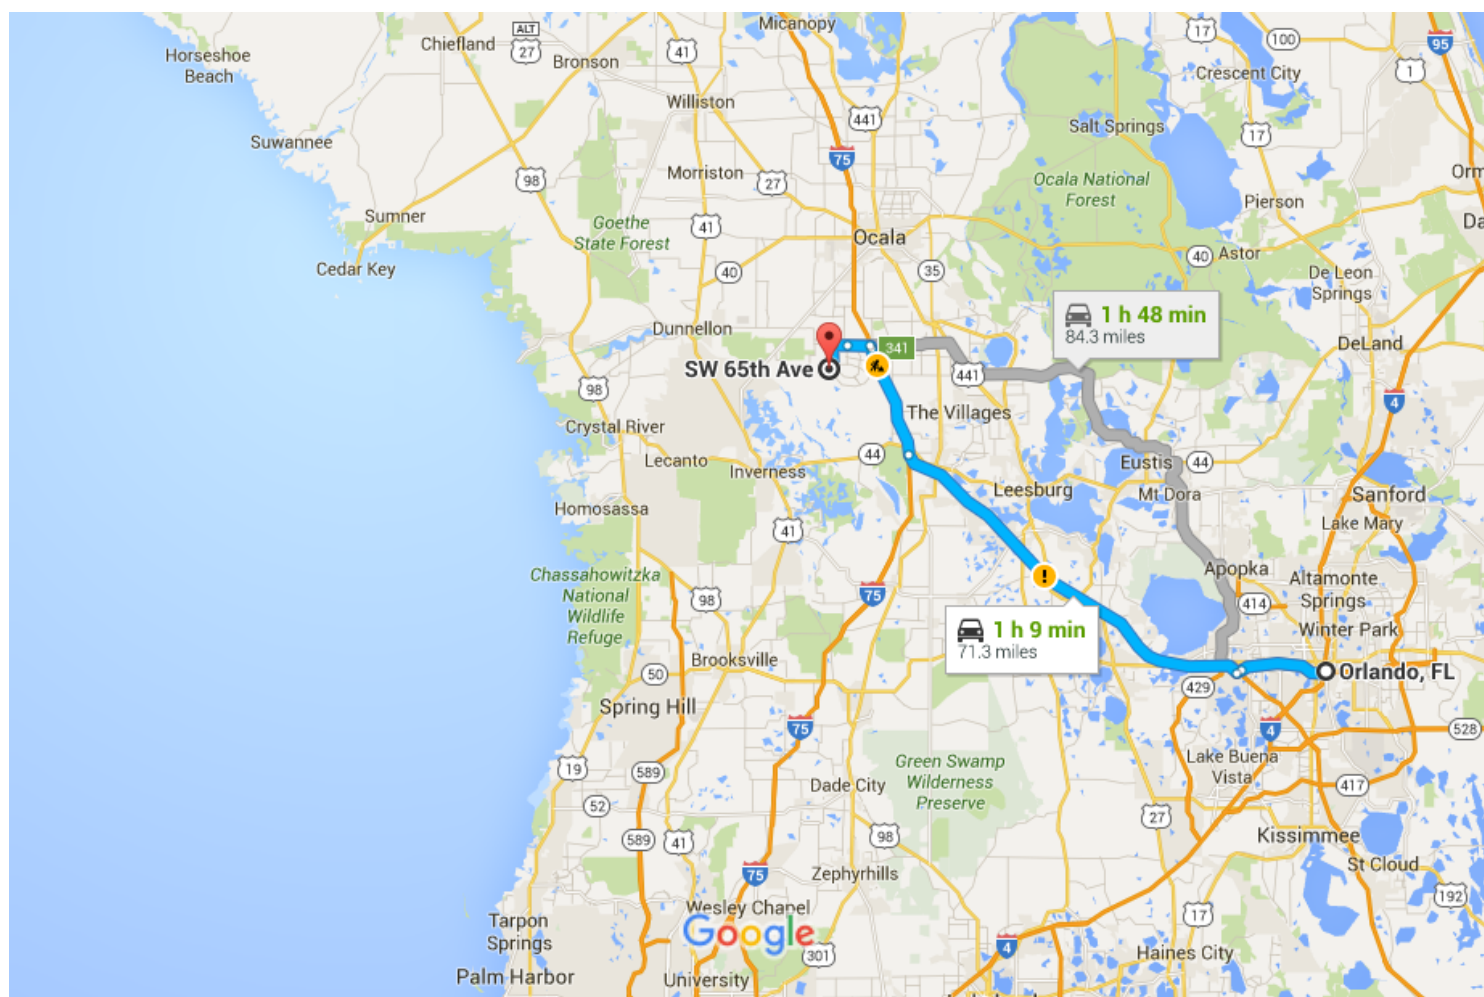 Micanopy
17
100
95
ALT
27
Chiefland
41
Bronson
Horseshoe
Beach
Crescent City
1
Williston
441
Salt Springs
17
Suwannee
75
Morriston
27
98
Ocala National
Forest
Orm
Pierson
Sumner
Goethe
State Forest
41
Ocala
Da
Cedar Key
40
35
40
Astor
De Leon
Springs
1 h 48 min
84.3 miles
Dunnellon
341
DeLand
SW 65th Ave
441
98
4
The Villages
Crystal River
44
Lecanto
Inverness
Eustis
44
Leesburg
Mt Dora
Sanford
Homosassa
41
Lake Mary
Chassahowitzka
National
Wildlife
Refuge
98
75
Apopka
Altamonte
Springs
414
1 h 9 min
71.3 miles
Winter Park
Brooksville
50
Orlando, FL
429
Spring Hill
75
4
528
Lake Buena
Vista
19
589
Green Swamp
Wilderness
Preserve
Dade City
417
52
27
589
41
98
Kissimmee
St Cloud
75
Zephyrhills
192
Wesley Chapel
17
Tarpon
Springs
Google
301
4
Haines City
Palm Harbor
University